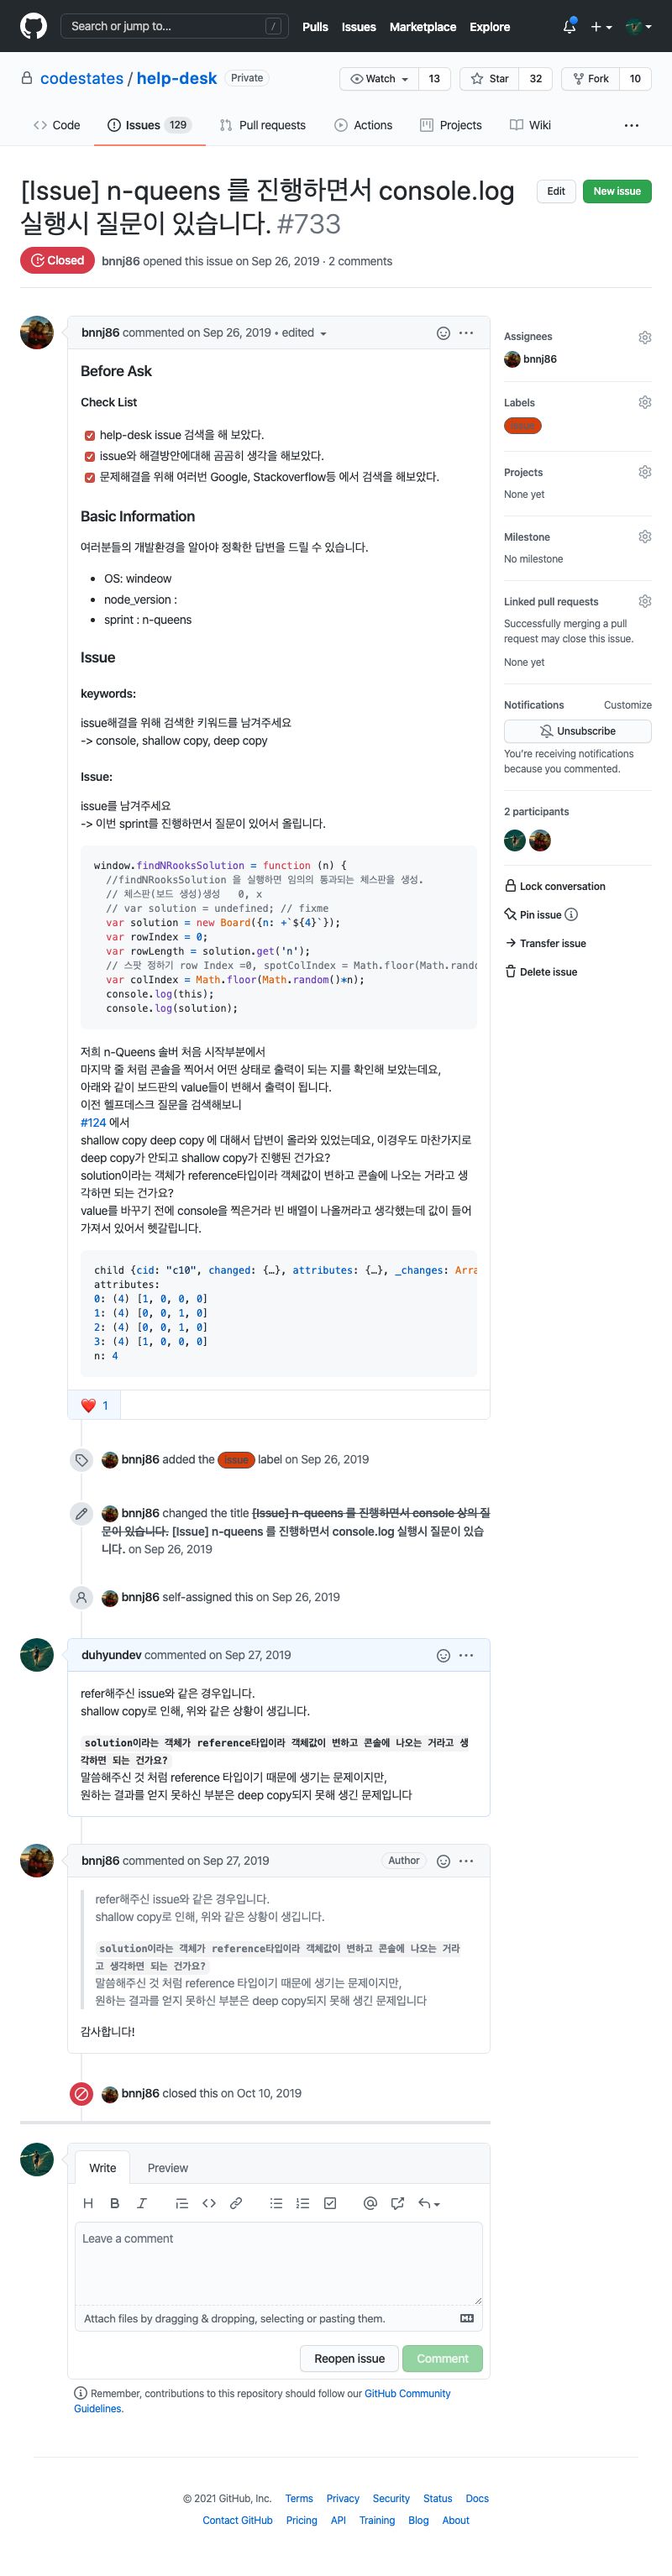 Search or jump to... /
Pulls Issues Marketplace Explore
codestates / help-desk Private
Watch 13 Star 32 Fork 10
Code Issues 129 Pull requests Actions Projects Wiki
[Issue] n-queens 를 진행하면서 console.log
실행시 질문이 있습니다. #733
Edit New issue
Closed bnnj86 opened this issue on Sep 26, 2019 · 2 comments
bnnj86 commented on Sep 26, 2019 • edited
Before Ask
Check List
help-desk issue 검색을 해 보았다.
issue와 해결방안에대해 곰곰히 생각을 해보았다.
문제해결을 위해 여러번 Google, Stackoverflow등 에서 검색을 해보았다.
Basic Information
여러분들의 개발환경을 알아야 정확한 답변을 드릴 수 있습니다.
OS: windeow
node_version :
sprint : n-queens
Issue
keywords:
issue해결을 위해 검색한 키워드를 남겨주세요
-> console, shallow copy, deep copy
Issue:
issue를 남겨주세요
-> 이번 sprint를 진행하면서 질문이 있어서 올립니다.
window.findNRooksSolution = function (n) {
//findNRooksSolution 을 실행하면 임의의 통과되는 체스판을 생성.
// 체스판(보드 생성)생성 0, x
// var solution = undefined; // fixme
var solution = new Board({n: +`${4}`});
var rowIndex = 0;
var rowLength = solution.get('n');
// 스팟 정하기 row Index =0, spotColIndex = Math.floor(Math.rand
var colIndex = Math.floor(Math.random()*n);
console.log(this);
console.log(solution);
저희 n-Queens 솔버 처음 시작부분에서
마지막 줄 처럼 콘솔을 찍어서 어떤 상태로 출력이 되는 지를 확인해 보았는데요,
아래와 같이 보드판의 value들이 변해서 출력이 됩니다.
이전 헬프데스크 질문을 검색해보니
#124 에서
shallow copy deep copy 에 대해서 답변이 올라와 있었는데요, 이경우도 마찬가지로
deep copy가 안되고 shallow copy가 진행된 건가요?
solution이라는 객체가 reference타입이라 객체값이 변하고 콘솔에 나오는 거라고 생
각하면 되는 건가요?
value를 바꾸기 전에 console을 찍은거라 빈 배열이 나올꺼라고 생각했는데 값이 들어
가져서 있어서 헷갈립니다.
child {cid: "c10", changed: {…}, attributes: {…}, _changes: Arra
attributes:
0: (4) [1, 0, 0, 0]
1: (4) [0, 0, 1, 0]
2: (4) [0, 0, 1, 0]
3: (4) [1, 0, 0, 0]
n: 4
❤️ 1
bnnj86 added the issue label on Sep 26, 2019
bnnj86 changed the title [Issue] n-queens 를 진행하면서 console 상의 질
문이 있습니다. [Issue] n-queens 를 진행하면서 console.log 실행시 질문이 있습
니다. on Sep 26, 2019
bnnj86 self-assigned this on Sep 26, 2019
duhyundev commented on Sep 27, 2019
refer해주신 issue와 같은 경우입니다.
shallow copy로 인해, 위와 같은 상황이 생깁니다.
solution이라는 객체가 reference타입이라 객체값이 변하고 콘솔에 나오는 거라고 생
각하면 되는 건가요?
말씀해주신 것 처럼 reference 타입이기 때문에 생기는 문제이지만,
원하는 결과를 얻지 못하신 부분은 deep copy되지 못해 생긴 문제입니다
bnnj86 commented on Sep 27, 2019 Author
refer해주신 issue와 같은 경우입니다.
shallow copy로 인해, 위와 같은 상황이 생깁니다.
solution이라는 객체가 reference타입이라 객체값이 변하고 콘솔에 나오는 거라
고 생각하면 되는 건가요?
말씀해주신 것 처럼 reference 타입이기 때문에 생기는 문제이지만,
원하는 결과를 얻지 못하신 부분은 deep copy되지 못해 생긴 문제입니다
감사합니다!
bnnj86 closed this on Oct 10, 2019
Write Preview
Leave a comment
Attach files by dragging & dropping, selecting or pasting them.
Reopen issue Comment
Remember, contributions to this repository should follow our GitHub Community
Guidelines.
Assignees
bnnj86
Labels
issue
Projects
None yet
Milestone
No milestone
Linked pull requests
Successfully merging a pull
request may close this issue.
None yet
Notifications Customize
Unsubscribe
You're receiving notifications
because you commented.
2 participants
Lock conversation
Pin issue
Transfer issue
Delete issue
© 2021 GitHub, Inc. Terms Privacy Security Status Docs
Contact GitHub Pricing API Training Blog About